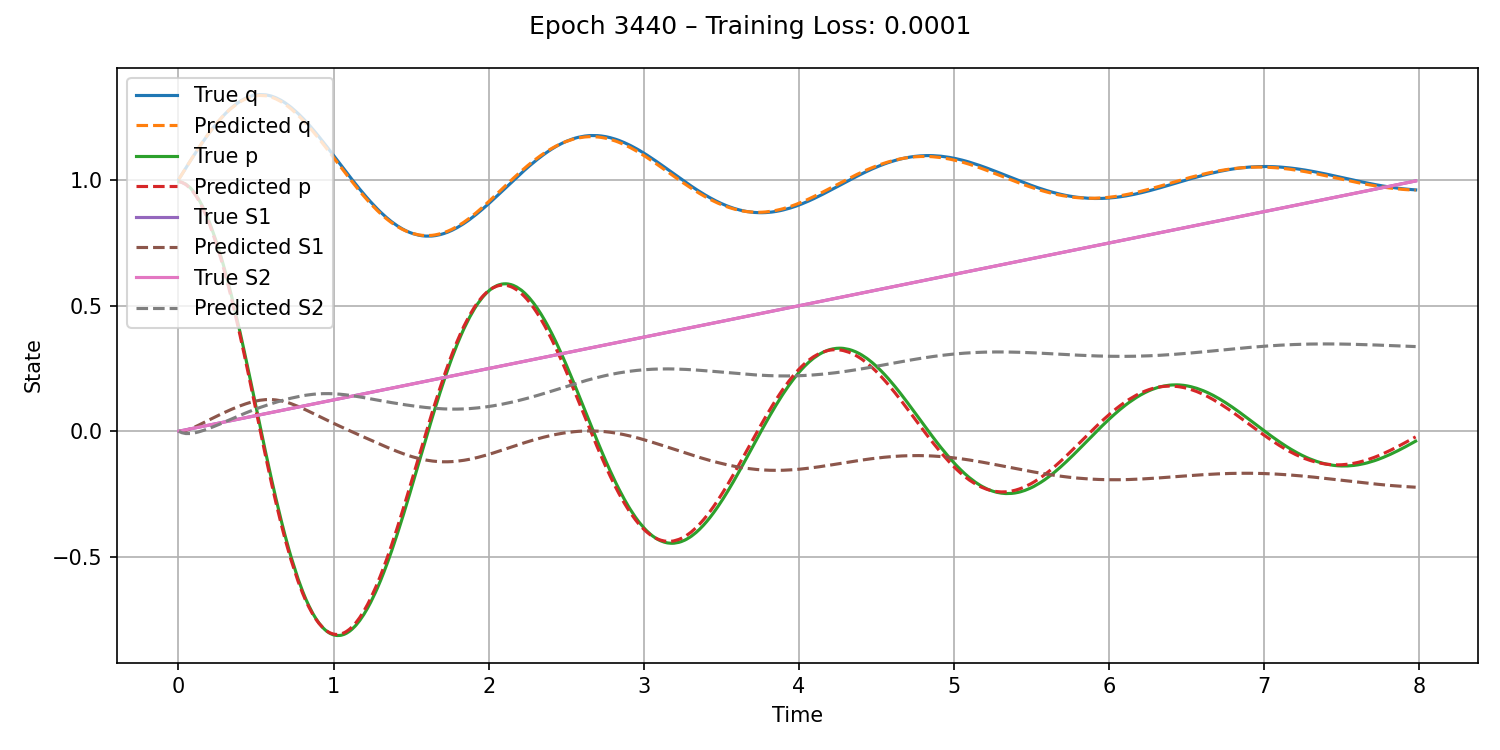 Epoch 3440 – Training Loss: 0.0001
True q
Predicted q
True p
Predicted p
True S1
Predicted S1
True S2
Predicted S2
1.0
0.5
0.0
−0.5
State
0 1 2 3 4 5 6 7 8
Time